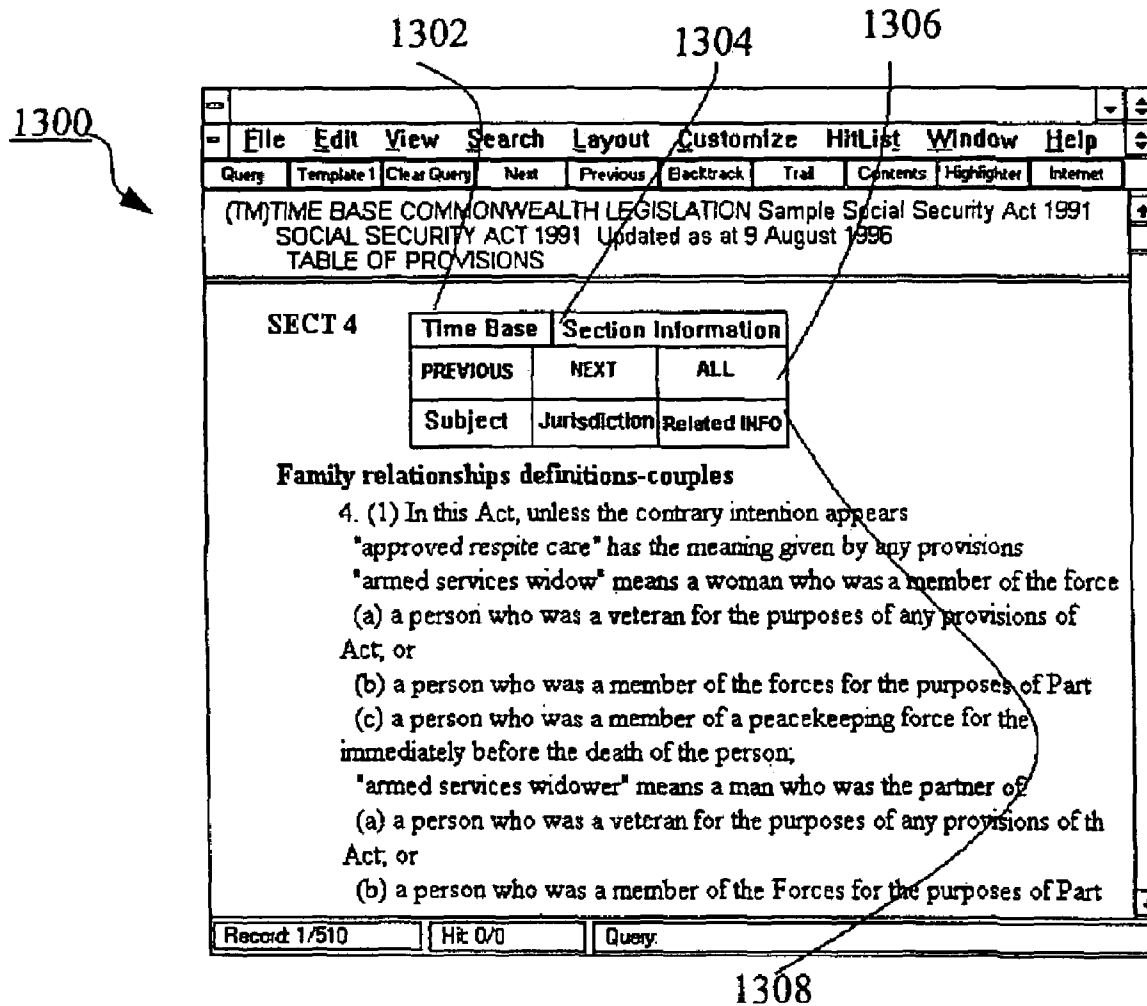 1302 1304 1306
1300
File Edit View Search Layout Customize HitList Window Help
Query Template 1 Clear Query Next Previous Backtrack Trail Contents Highlighter Internet
(TM)TIME BASE COMMONWEALTH LEGISLATION Sample Social Security Act 1991
SOCIAL SECURITY ACT 1991 Updated as at 9 August 1996
TABLE OF PROVISIONS
SECT 4 Time Base Section Information
PREVIOUS NEXT ALL
Subject Jurisdiction Related INFO
Family relationships definitions-couples
4. (1) In this Act, unless the contrary intention appears
"approved respite care" has the meaning given by any provisions
"armed services widow" means a woman who was a member of the force
(a) a person who was a veteran for the purposes of any provisions of
Act; or
(b) a person who was a member of the forces for the purposes of Part
(c) a person who was a member of a peacekeeping force for the
immediately before the death of the person;
"armed services widower" means a man who was the partner of
(a) a person who was a veteran for the purposes of any provisions of th
Act; or
(b) a person who was a member of the Forces for the purposes of Part
Record: 1/510 Hit: 0/0 Query:
1308